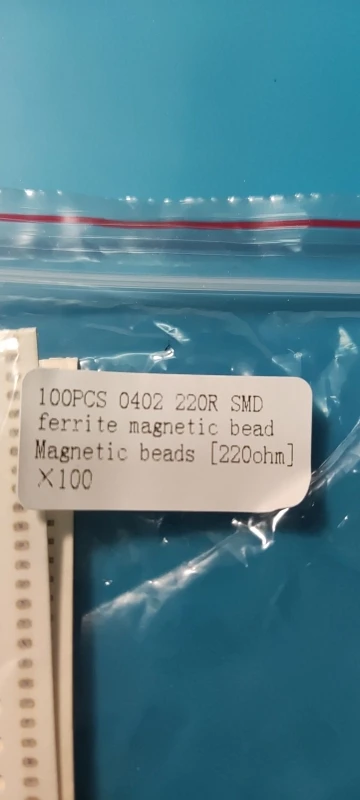 100PCS 0402 220R SMD
ferrite magnetic bead
Magnetic beads [220ohm]
×100